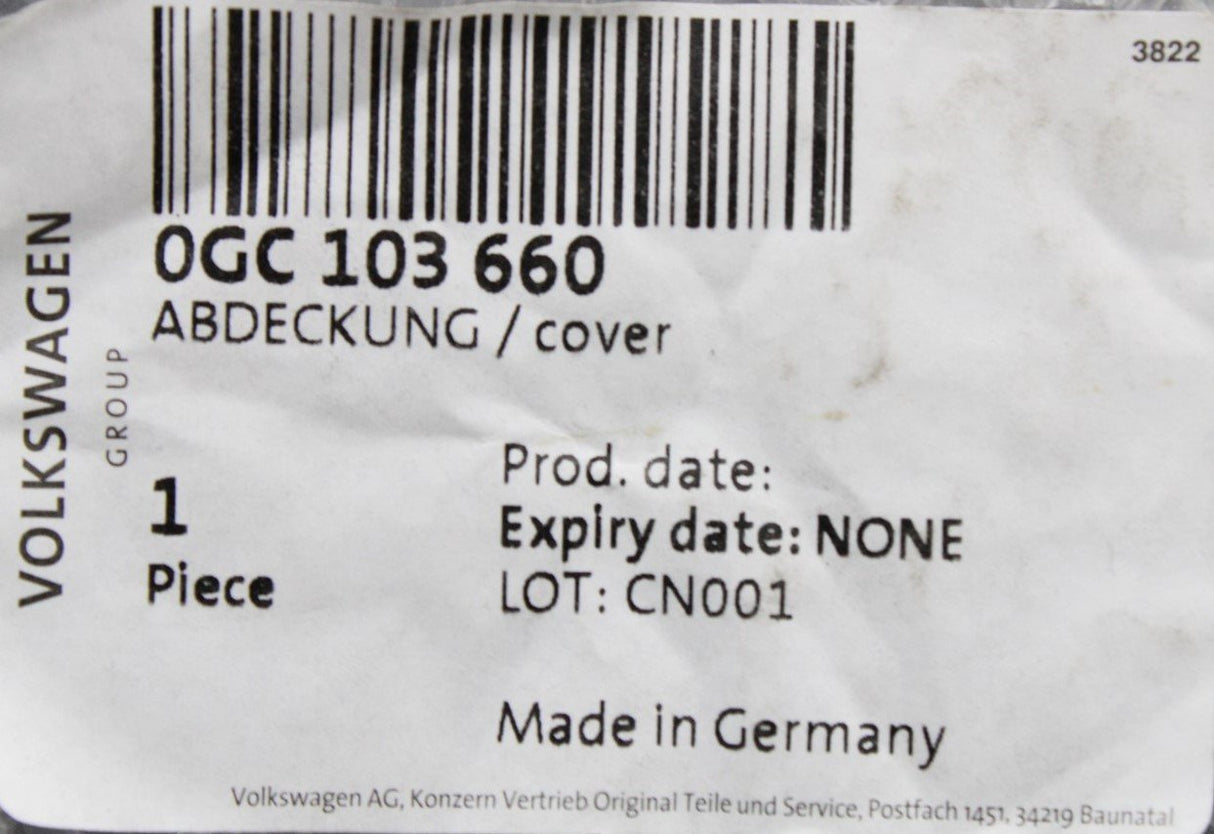 3822
0GC 103 660
ABDECKUNG / cover
VOLKSWAGEN
GROUP
1
Piece
Prod. date:
Expiry date: NONE
LOT: CN001
Made in Germany
Volkswagen AG, Konzern Vertrieb Original Teile und Service, Postfach 1451, 34219 Baunatal